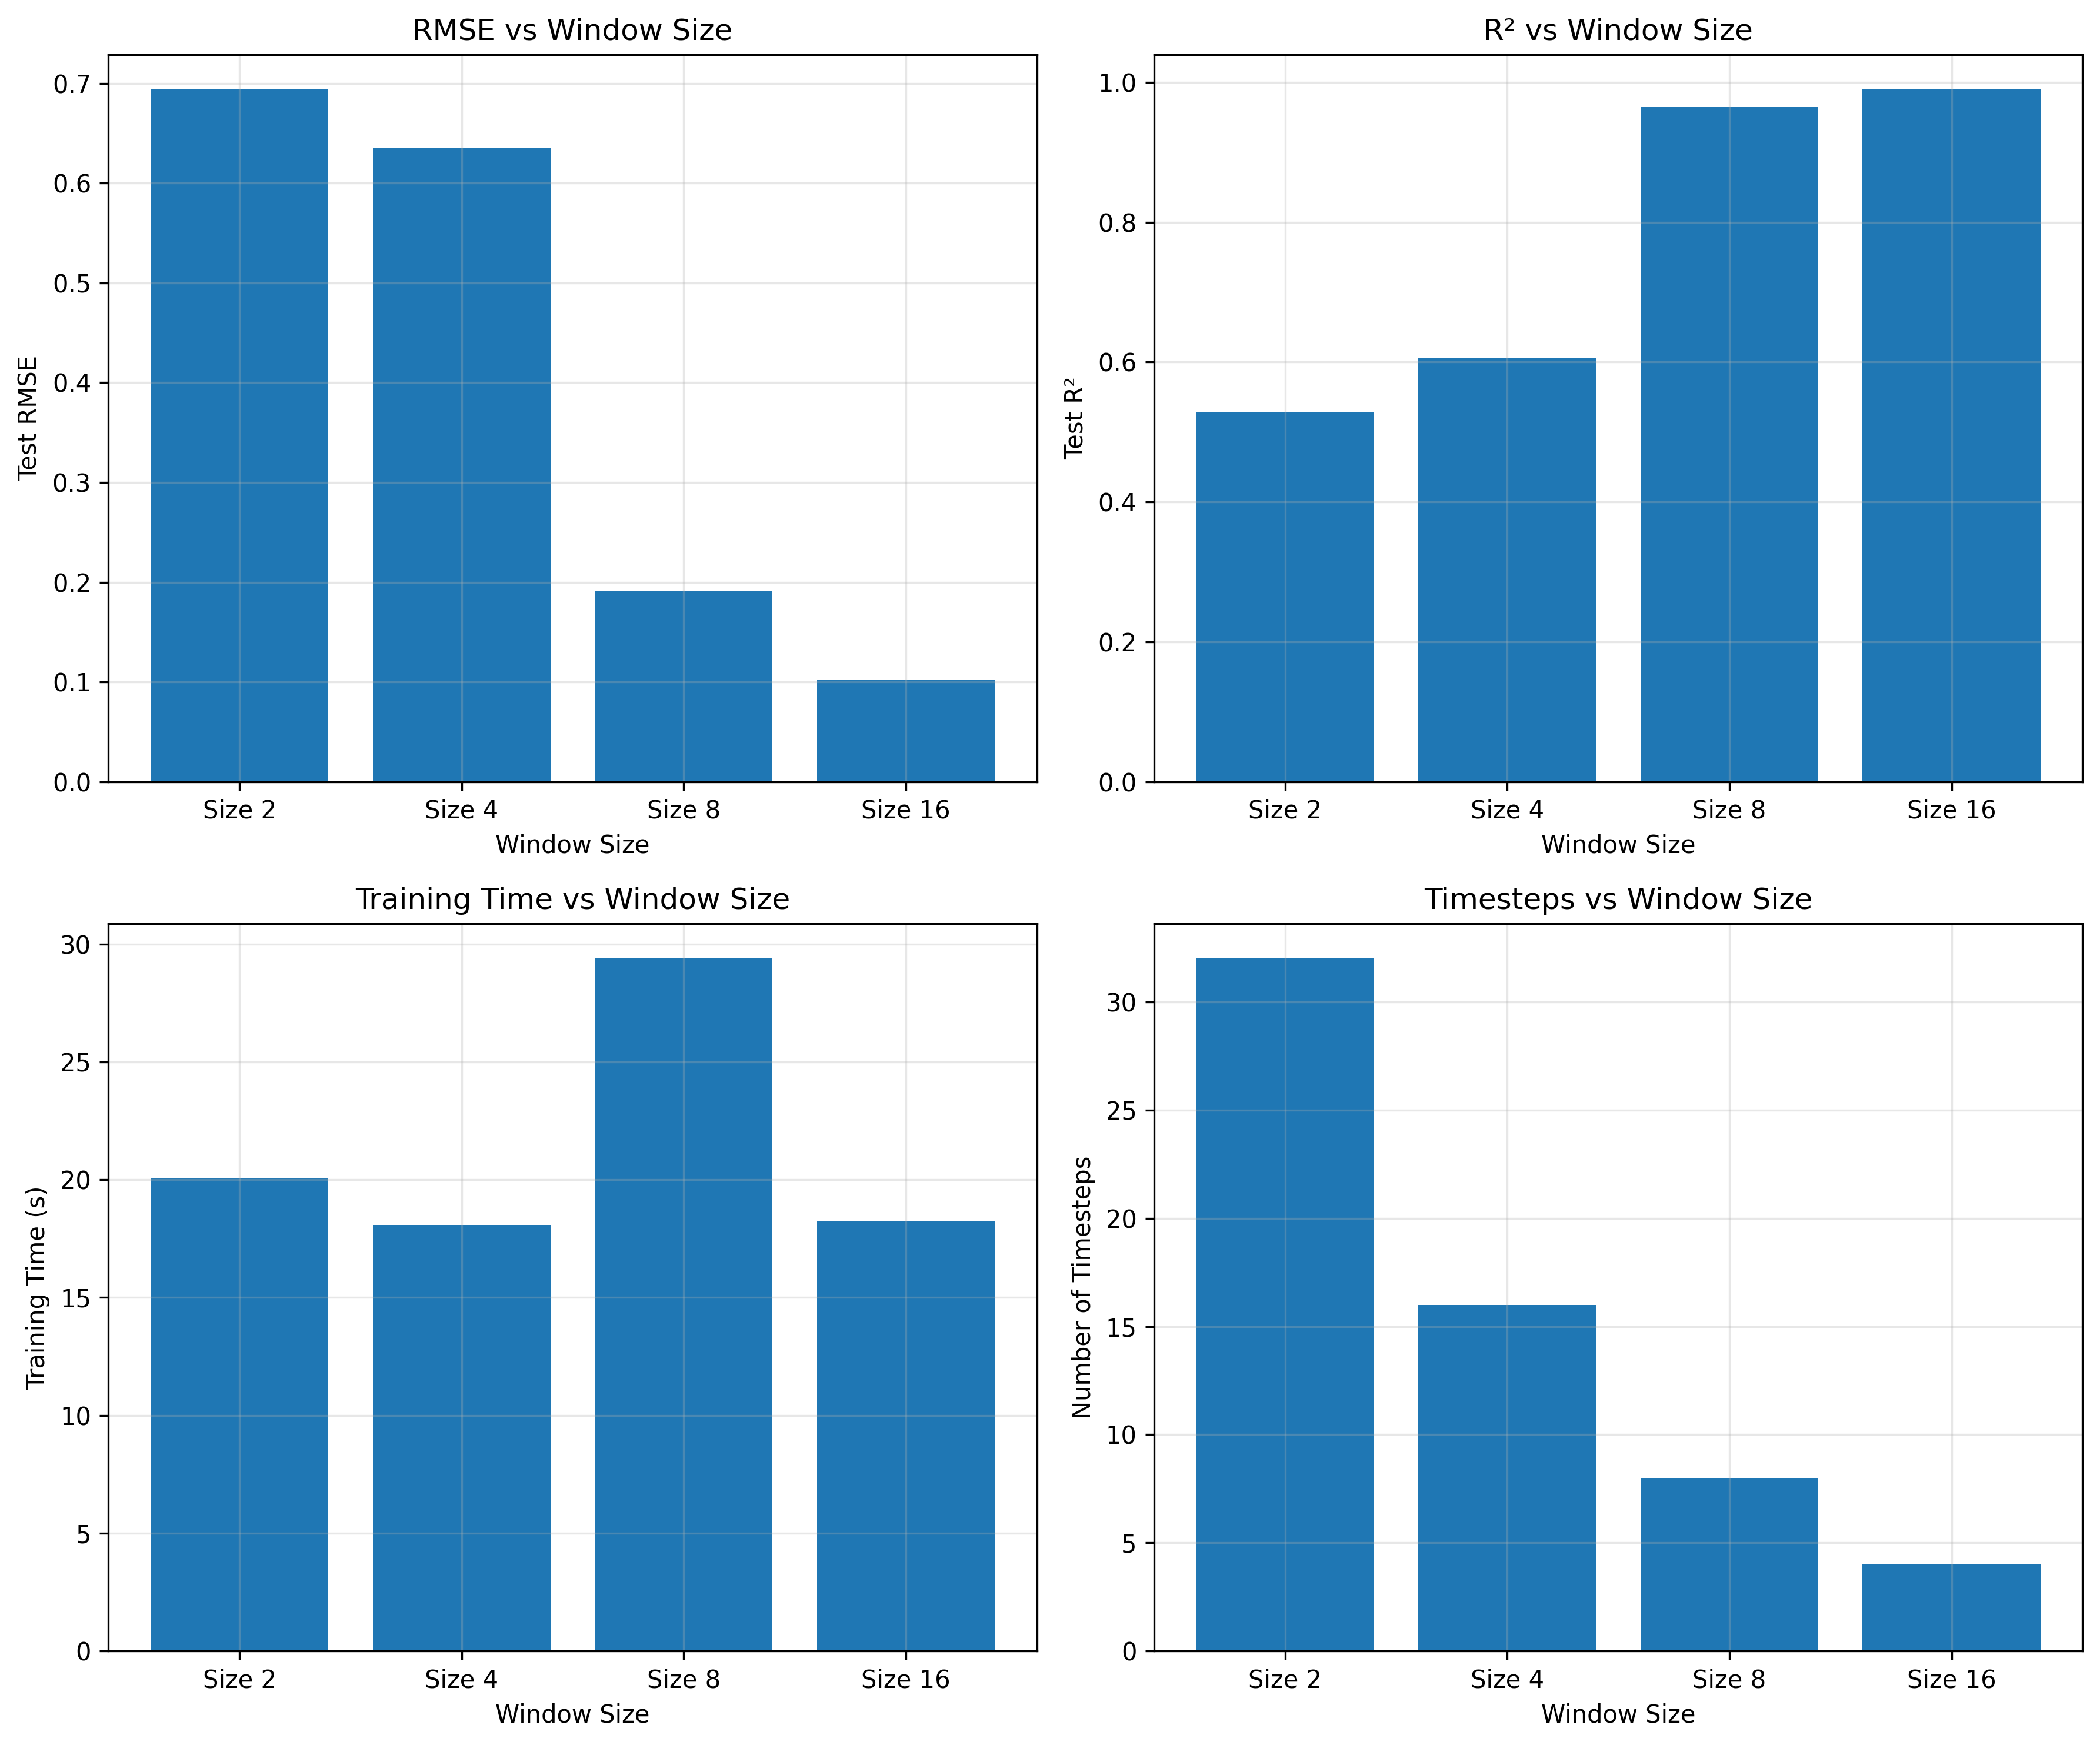 RMSE vs Window Size
0.7
0.6
0.5
0.4
0.3
0.2
0.1
0.0
Test RMSE
Size 2 Size 4 Size 8 Size 16
Window Size
R² vs Window Size
1.0
0.8
0.6
0.4
0.2
0.0
Test R²
Size 2 Size 4 Size 8 Size 16
Window Size
Training Time vs Window Size
30
25
20
15
10
5
0
Training Time (s)
Size 2 Size 4 Size 8 Size 16
Window Size
Timesteps vs Window Size
30
25
20
15
10
5
0
Number of Timesteps
Size 2 Size 4 Size 8 Size 16
Window Size